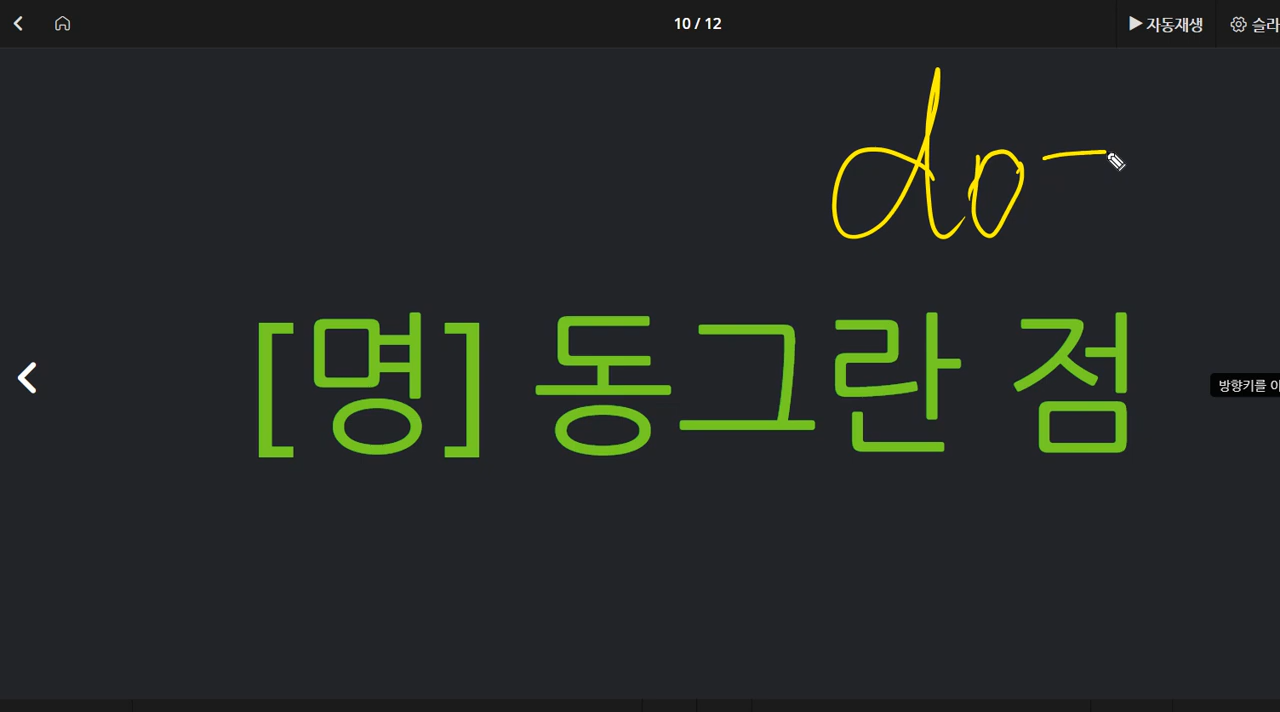 10 / 12
▶ 자동재생
슬라
do-
[명] 동그란 점
방향키를 이